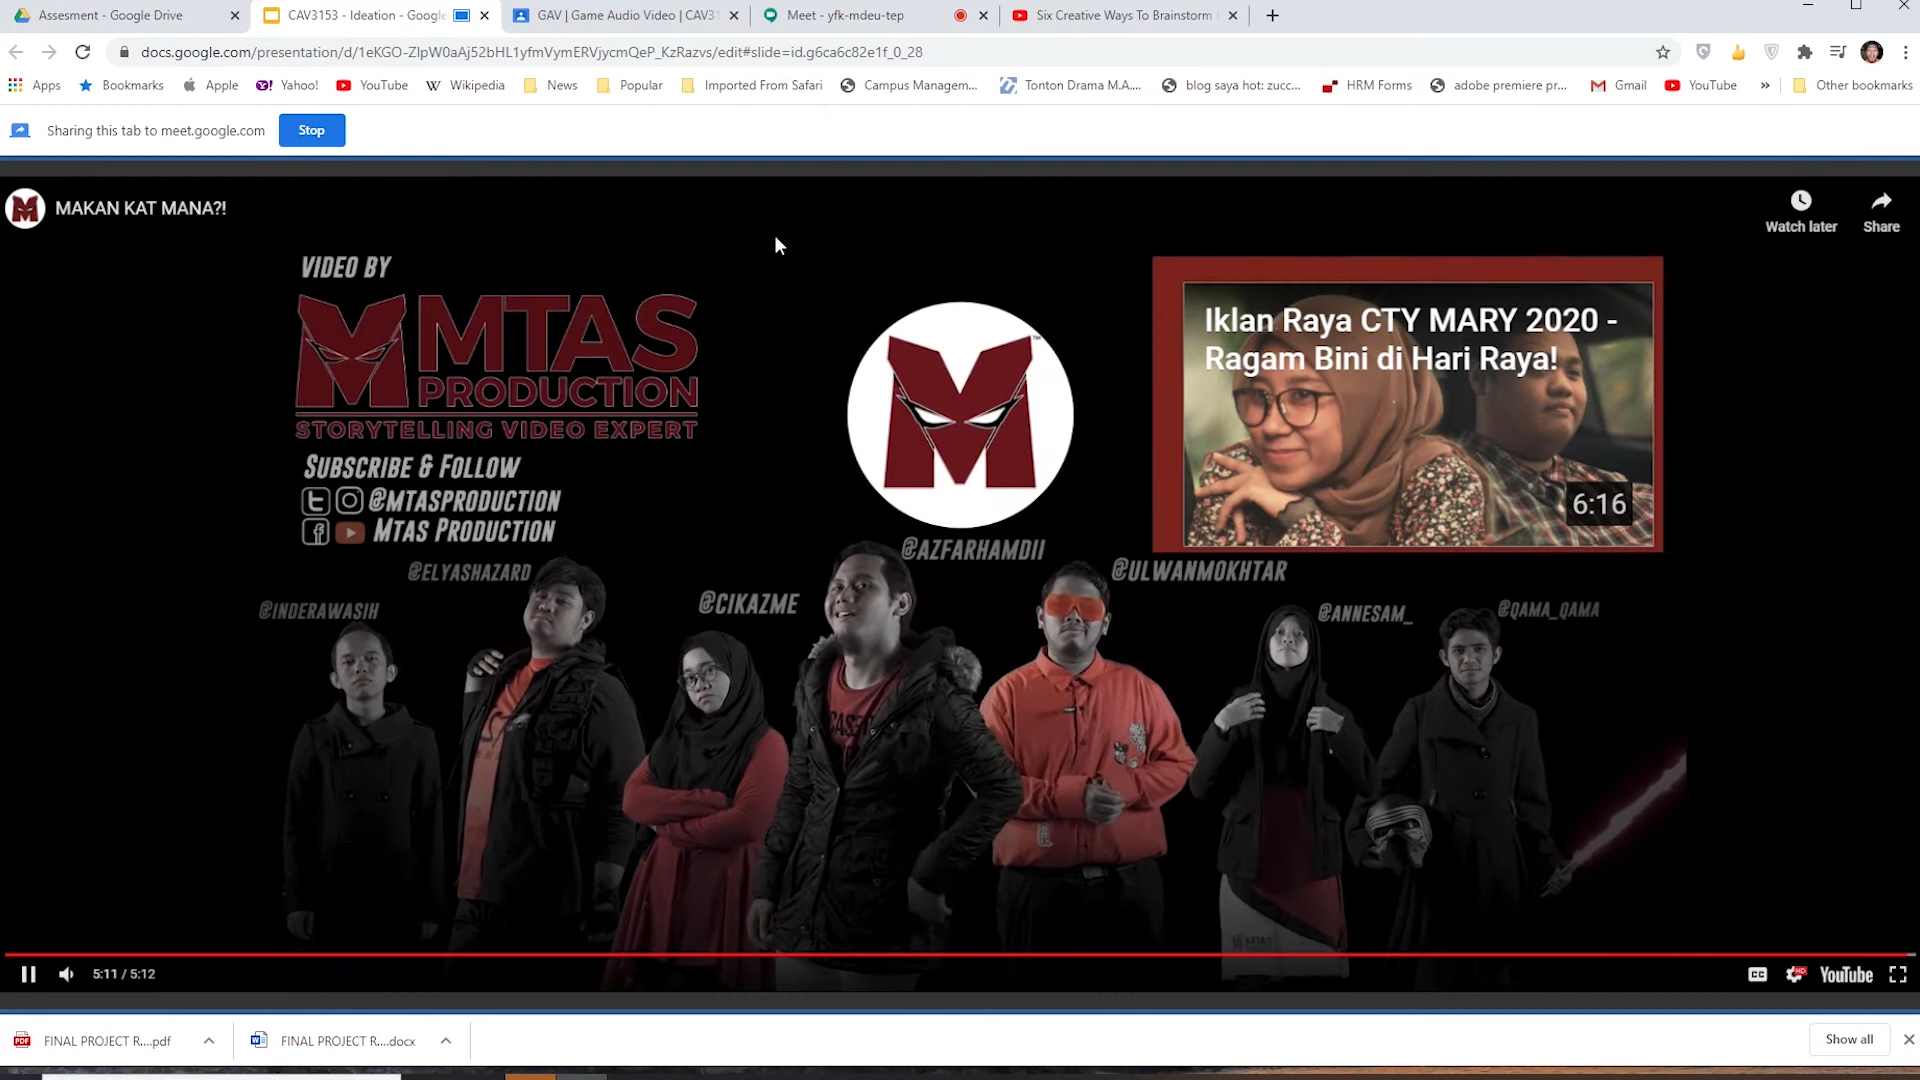 Assesment - Google Drive
CAV3153 - Ideation - Google
GAV | Game Audio Video | CAV31
Meet - yfk-mdeu-tep
Six Creative Ways To Brainstorm
docs.google.com/presentation/d/1eKGO-ZlpW0aAj52bHL1yfmVymERVjycmQeP_KzRazvs/edit#slide=id.g6ca6c82e1f_0_28
Apps
Bookmarks
Apple
Yahoo!
YouTube
Wikipedia
News
Popular
Imported From Safari
Campus Managem...
Tonton Drama M.A....
blog saya hot: zucc...
HRM Forms
adobe premiere pr...
Gmail
YouTube
»
Other bookmarks
Sharing this tab to meet.google.com
Stop
MAKAN KAT MANA?!
Watch later
Share
VIDEO BY
MTAS
PRODUCTION
STORYTELLING VIDEO EXPERT
SUBSCRIBE & FOLLOW
@MTASPRODUCTION
MTAS PRODUCTION
Iklan Raya CTY MARY 2020 -
Ragam Bini di Hari Raya!
6:16
@INDERAWASIH
@ELYASHAZARD
@CIKAZME
@AZFARHAMDII
@ULWANMOKHTAR
@ANNESAM_
@QAMA_QAMA
5:11 / 5:12
CC
HD
YouTube
FINAL PROJECT R....pdf
FINAL PROJECT R....docx
Show all